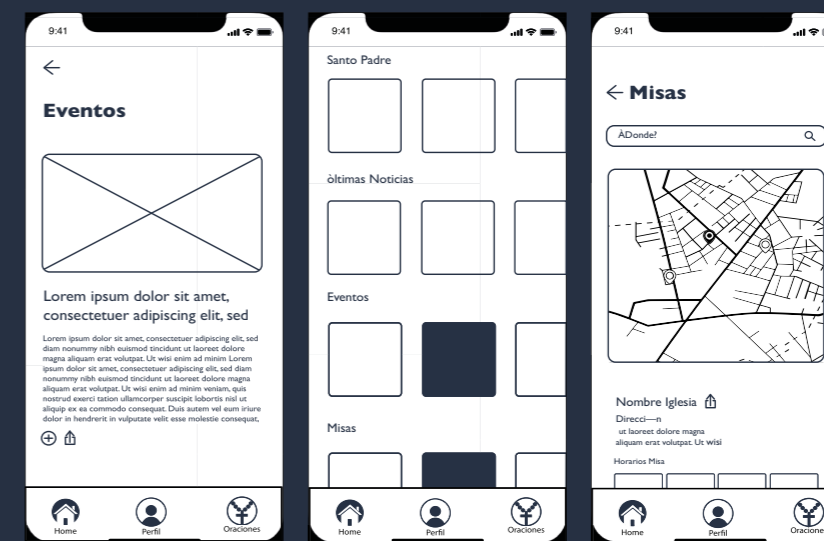 9:41
Eventos
Lorem ipsum dolor sit amet,
consectetuer adipiscing elit, sed
Lorem ipsum dolor sit amet, consectetuer adipiscing elit, sed
diam nonummy nibh euismod tincidunt ut laoreet dolore
magna aliquam erat volutpat. Ut wisi enim ad minim Lorem
ipsum dolor sit amet, consectetuer adipiscing elit, sed diam
nonummy nibh euismod tincidunt ut laoreet dolore magna
aliquam erat volutpat. Ut wisi enim ad minim veniam, quis
nostrud exerci tation ullamcorper suscipit lobortis nisl ut
aliquip ex ea commodo consequat. Duis autem vel eum iriure
dolor in hendrerit in vulputate velit esse molestie consequat,
Home
Perfil
Oraciones
9:41
Santo Padre
òltimas Noticias
Eventos
Misas
Home
Perfil
Oraciones
9:41
Misas
ÀDonde?
Nombre Iglesia
Direcci—n
ut laoreet dolore magna
aliquam erat volutpat. Ut wisi
Horarios Misa
Home
Perfil
Oracione